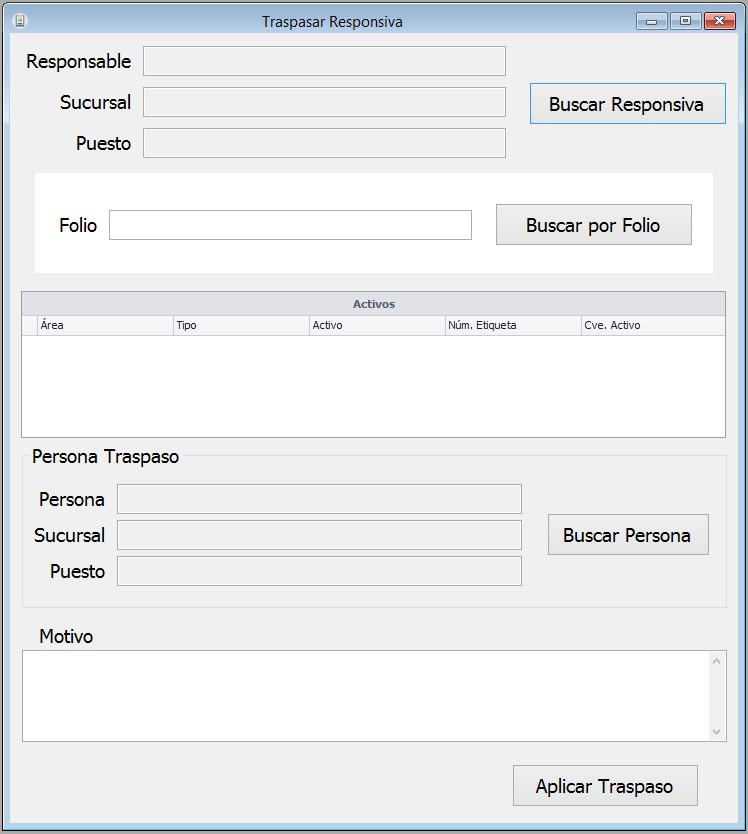 Traspasar Responsiva
Responsable
Sucursal
Buscar Responsiva
Puesto
Folio
Buscar por Folio
Activos
Área Tipo Activo Núm. Etiqueta Cve. Activo
Persona Traspaso
Persona
Sucursal
Buscar Persona
Puesto
Motivo
Aplicar Traspaso